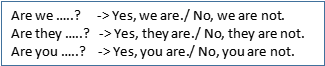 Are we …..?    -> Yes, we are./ No, we are not.
Are they …..?   -> Yes, they are./ No, they are not.
Are you …..?    -> Yes, you are./ No, you are not.